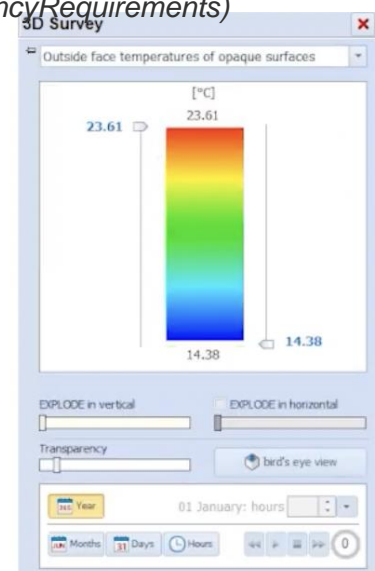 ncyRequirements)
3D Survey
Outside face temperatures of opaque surfaces
[°C]
23.61
23.61
14.38
14.38
EXPLODE in vertical EXPLODE in horizontal
Transparency
bird's eye view
Year 01 January: hours
Months 31 Days Hours 0